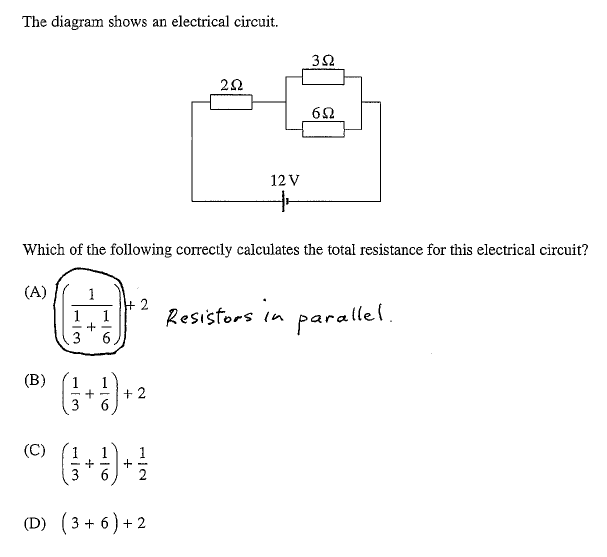 The diagram shows an electrical circuit.
3Ω
2Ω
6Ω
12 V
Which of the following correctly calculates the total resistance for this electrical circuit?
(A) (1/(1/3 + 1/6)) + 2 Resistors in parallel.
(B) (1/3 + 1/6) + 2
(C) (1/3 + 1/6) + 1/2
(D) (3 + 6) + 2